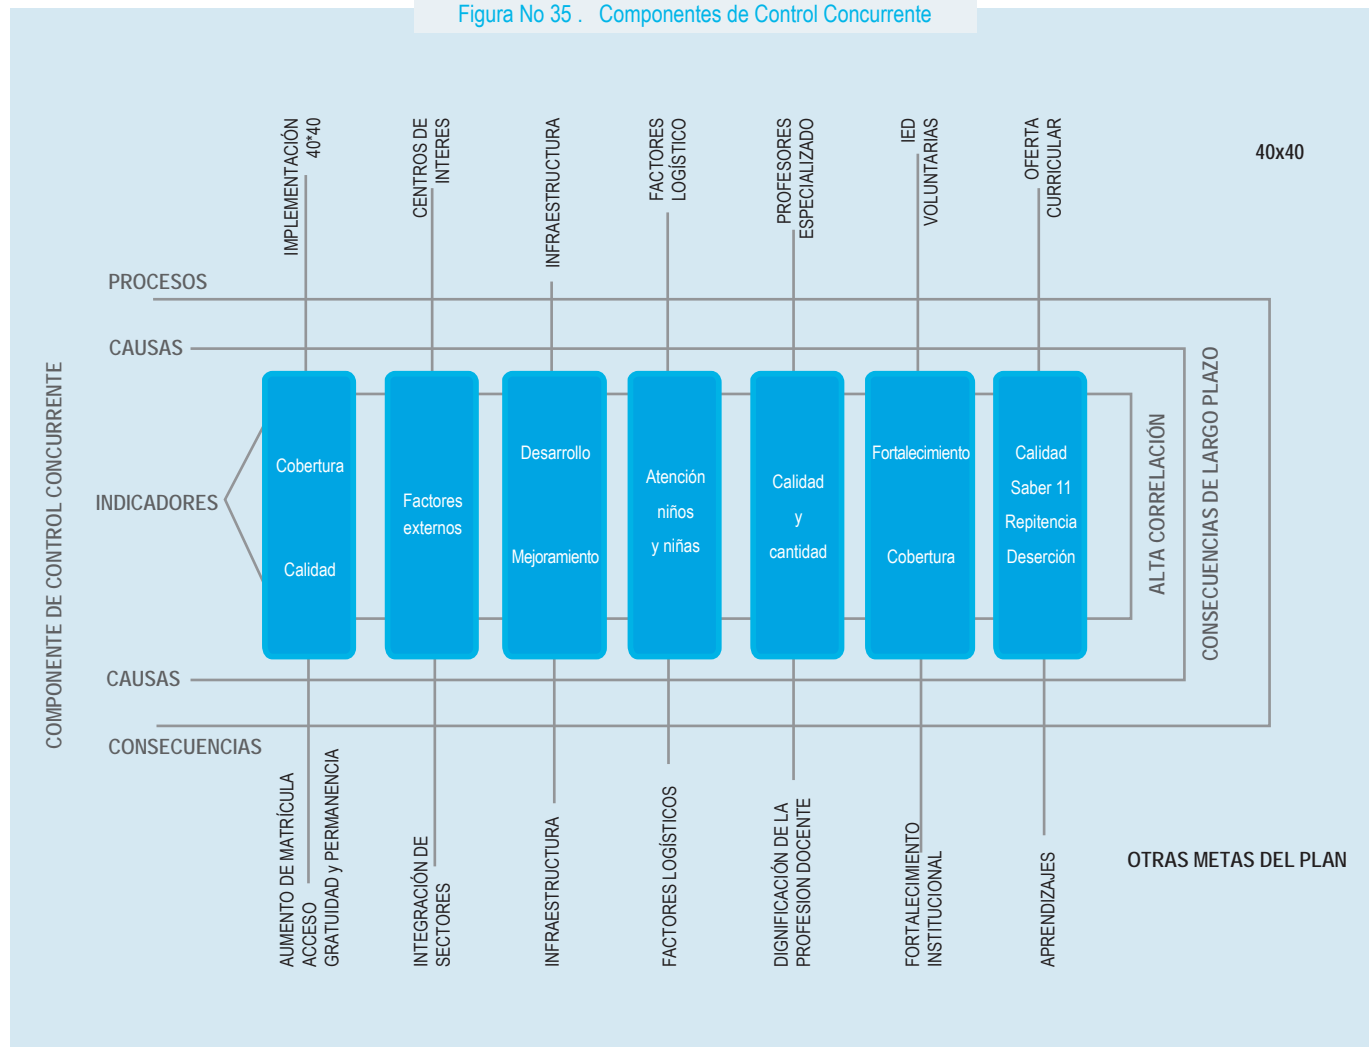 Figura No 35 .   Componentes de Control Concurrente
IMPLEMENTACIÓN
40*40
CENTROS DE
INTERES
INFRAESTRUCTURA
FACTORES
LOGÍSTICO
PROFESORES
ESPECIALIZADO
IED
VOLUNTARIAS
OFERTA
CURRICULAR
40x40
PROCESOS
CAUSAS
COMPONENTE DE CONTROL CONCURRENTE
INDICADORES
Cobertura
Calidad
Factores
externos
Desarrollo
Mejoramiento
Atención
niños
y niñas
Calidad
y
cantidad
Fortalecimiento
Cobertura
Calidad
Saber 11
Repitencia
Deserción
ALTA CORRELACIÓN
CONSECUENCIAS DE LARGO PLAZO
CAUSAS
CONSECUENCIAS
AUMENTO DE MATRÍCULA
ACCESO
GRATUIDAD y PERMANENCIA
INTEGRACIÓN DE
SECTORES
INFRAESTRUCTURA
FACTORES LOGÍSTICOS
DIGNIFICACIÓN DE LA
PROFESION DOCENTE
FORTALECIMIENTO
INSTITUCIONAL
APRENDIZAJES
OTRAS METAS DEL PLAN